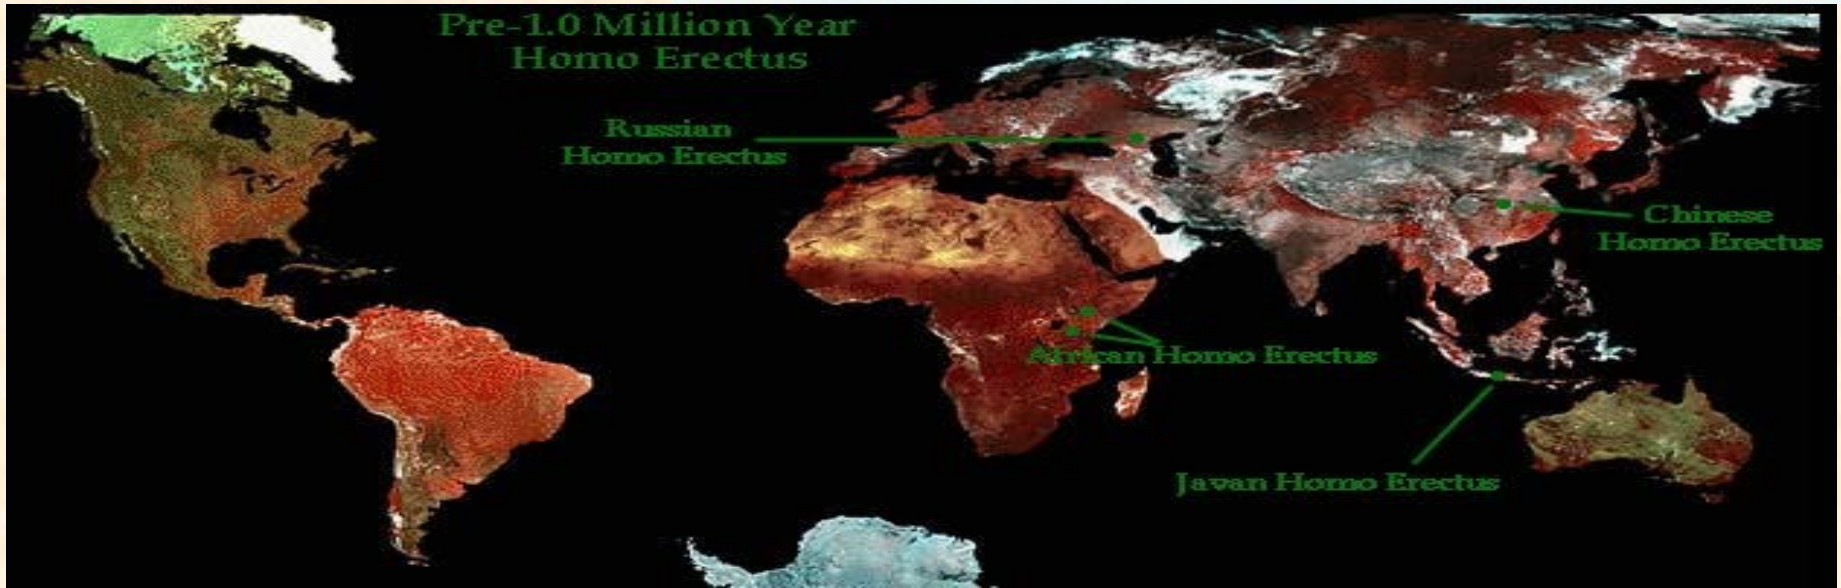 Pre-1.0 Million Year
Homo Erectus
Russian
Homo Erectus
Chinese
Homo Erectus
African Homo Erectus
Javan Homo Erectus